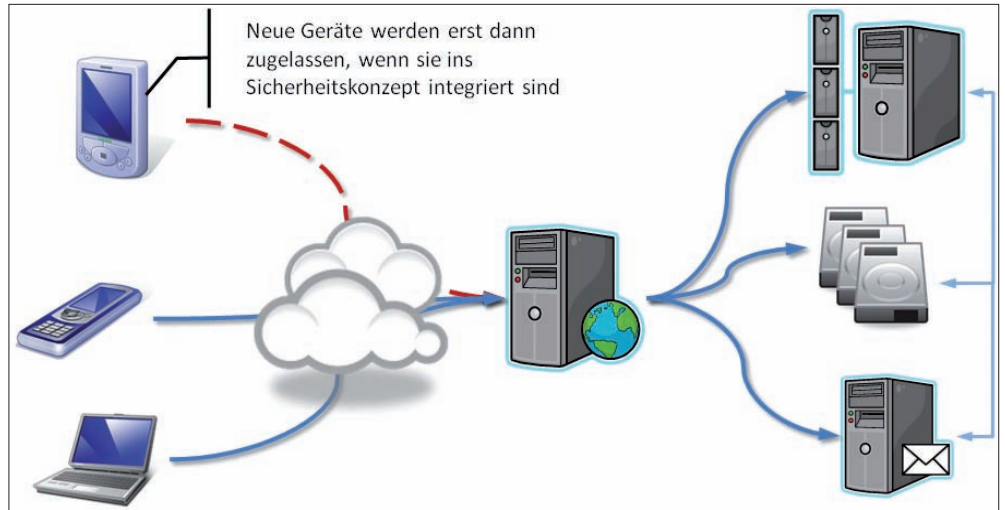 Neue Geräte werden erst dann
zugelassen, wenn sie ins
Sicherheitskonzept integriert sind